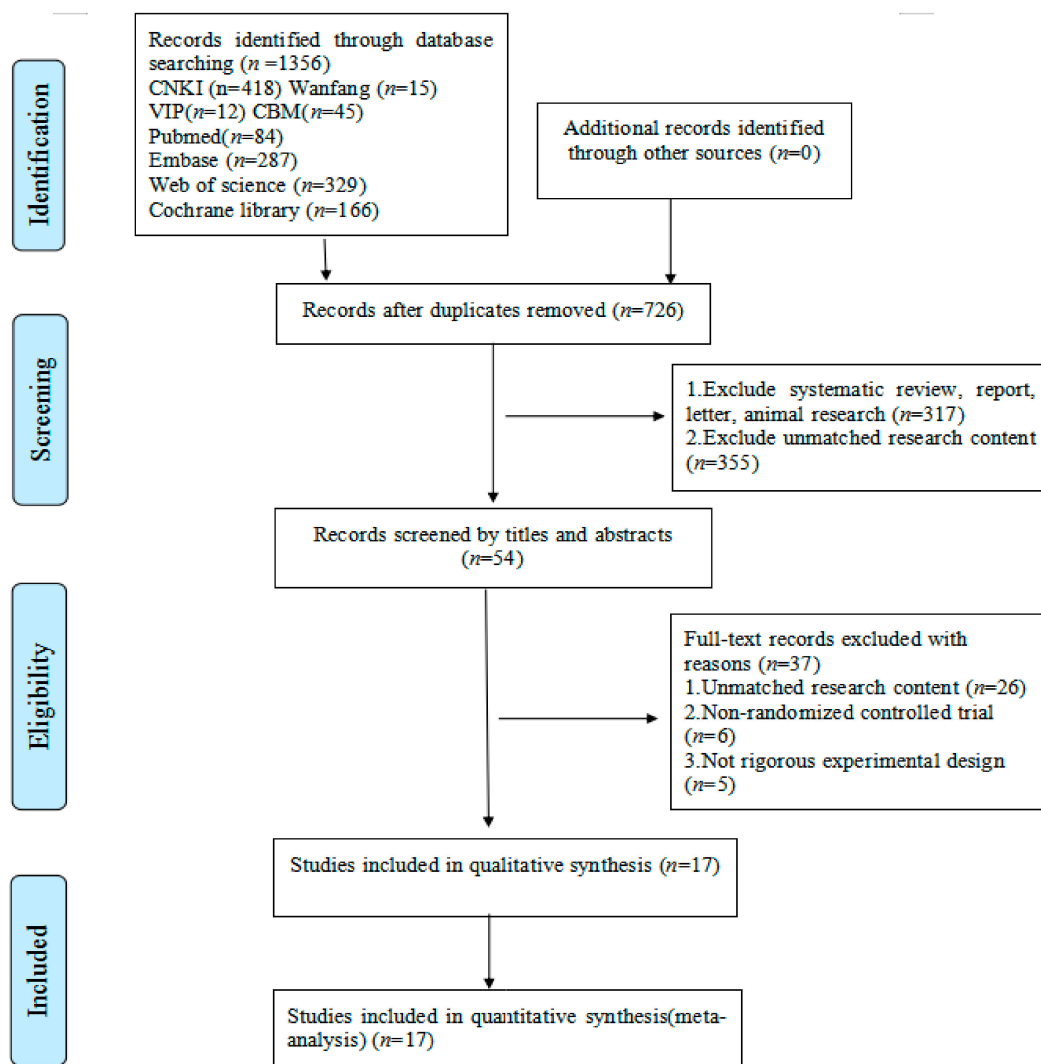 Identification
Records identified through database
searching (n =1356)
CNKI (n=418) Wanfang (n=15)
VIP(n=12) CBM(n=45)
Pubmed(n=84)
Embase (n=287)
Web of science (n=329)
Cochrane library (n=166)
Additional records identified
through other sources (n=0)
Records after duplicates removed (n=726)
Screening
1.Exclude systematic review, report,
letter, animal research (n=317)
2.Exclude unmatched research content
(n=355)
Records screened by titles and abstracts
(n=54)
Eligibility
Full-text records excluded with
reasons (n=37)
1.Unmatched research content (n=26)
2.Non-randomized controlled trial
(n=6)
3.Not rigorous experimental design
(n=5)
Studies included in qualitative synthesis (n=17)
Included
Studies included in quantitative synthesis(meta-
analysis) (n=17)